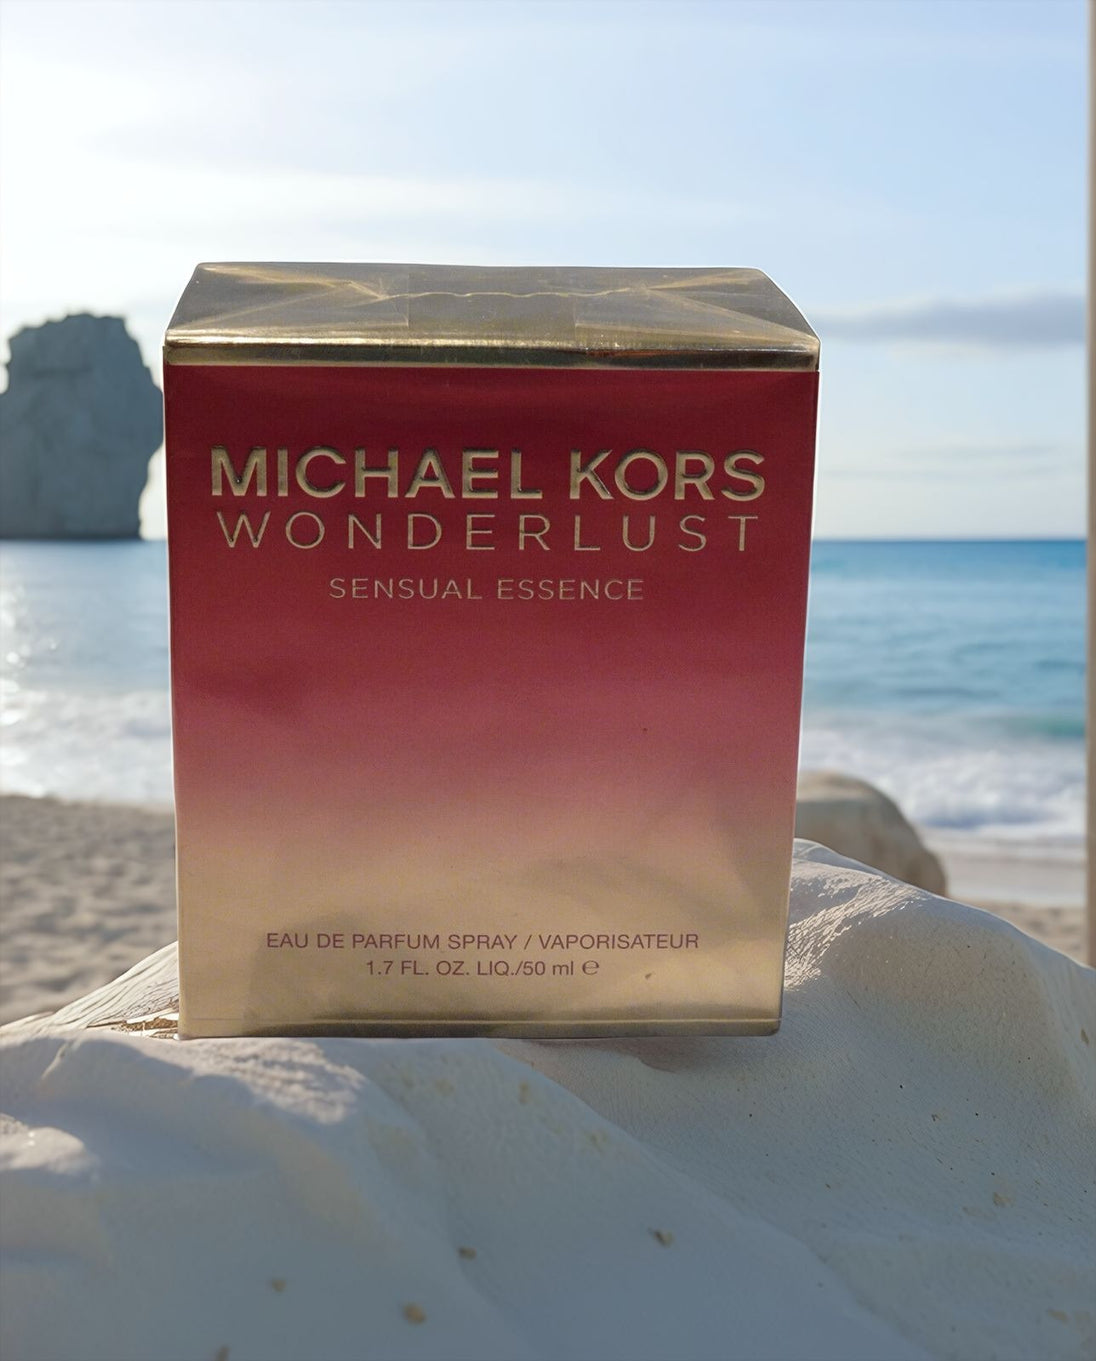 MICHAEL KORS
WONDERLUST
SENSUAL ESSENCE
EAU DE PARFUM SPRAY / VAPORISATEUR
1.7 FL. OZ. LIQ./50 ml ℮